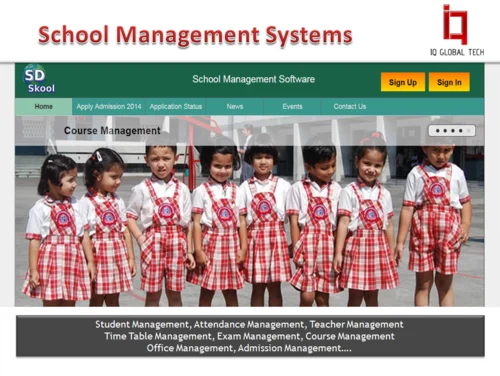 School Management Systems
IQ GLOBAL TECH
SD
Skool
School Management Software
Sign Up
Sign In
Home
Apply Admission 2014
Application Status
News
Events
Contact Us
Course Management
Student Management, Attendance Management, Teacher Management
Time Table Management, Exam Management, Course Management
Office Management, Admission Management....